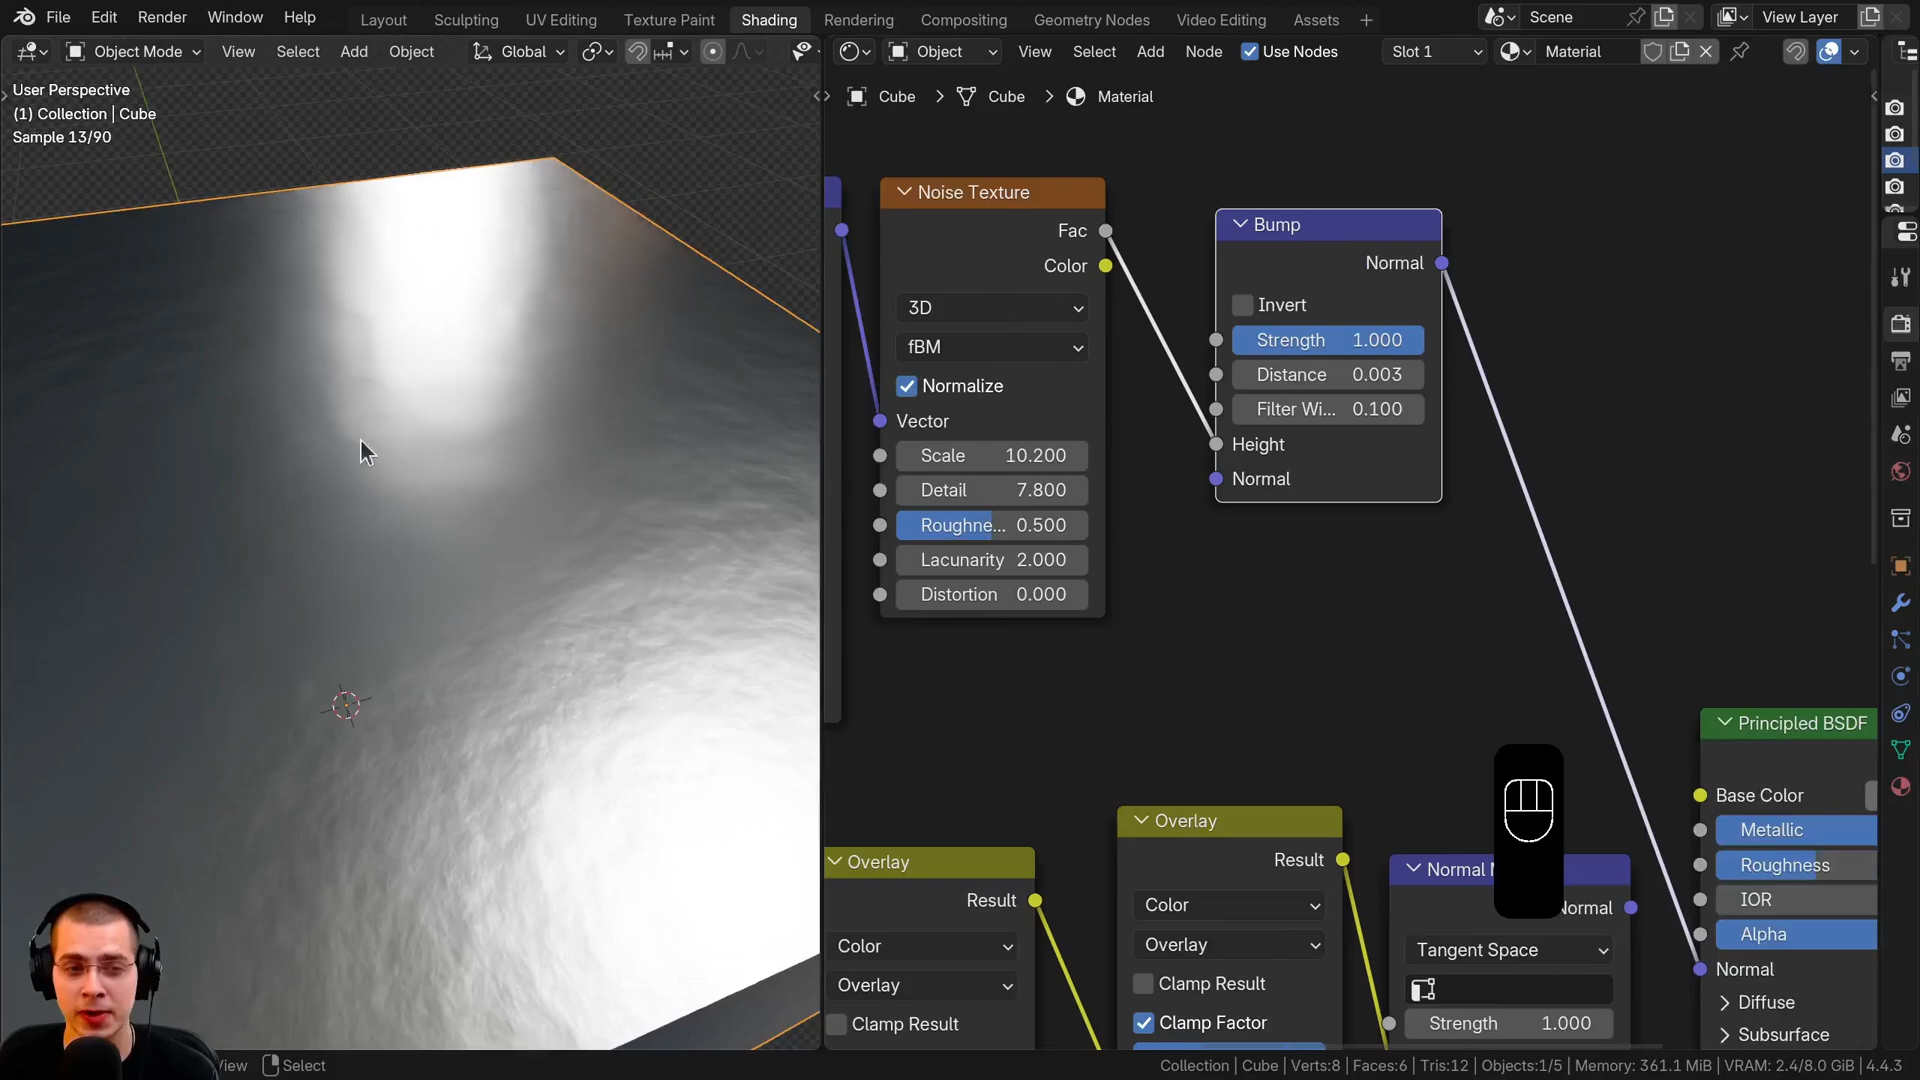 File Edit Render Window Help Layout Sculpting UV Editing Texture Paint Shading Rendering Compositing Geometry Nodes Video Editing Assets + Scene View Layer
Object Mode View Select Add Object Global Object View Select Add Node Use Nodes Slot 1 Material
User Perspective
(1) Collection | Cube
Sample 13/90
Cube > Cube > Material
Noise Texture
Fac
Color
3D
fBM
Normalize
Vector
Scale 10.200
Detail 7.800
Roughne... 0.500
Lacunarity 2.000
Distortion 0.000
Bump
Normal
Invert
Strength 1.000
Distance 0.003
Filter Wi... 0.100
Height
Normal
Overlay
Result
Color
Overlay
Clamp Result
Overlay
Result
Color
Overlay
Clamp Result
Clamp Factor
Normal
Normal
Tangent Space
Strength 1.000
Principled BSDF
Base Color
Metallic
Roughness
IOR
Alpha
Normal
Diffuse
Subsurface
View Select
Collection | Cube | Verts:8 | Faces:6 | Tris:12 | Objects:1/5 | Memory: 361.1 MiB | VRAM: 2.4/8.0 GiB | 4.4.3